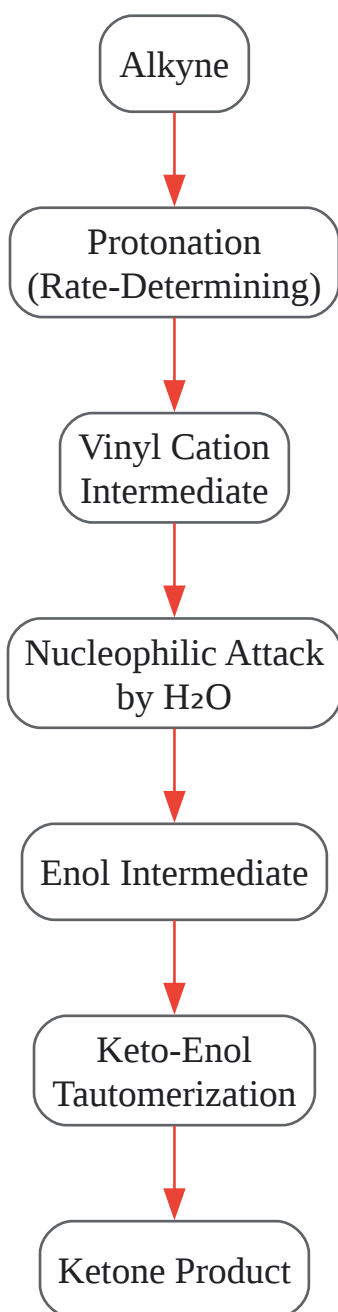 Alkyne
Protonation
(Rate-Determining)
Vinyl Cation
Intermediate
Nucleophilic Attack
by H₂O
Enol Intermediate
Keto-Enol
Tautomerization
Ketone Product